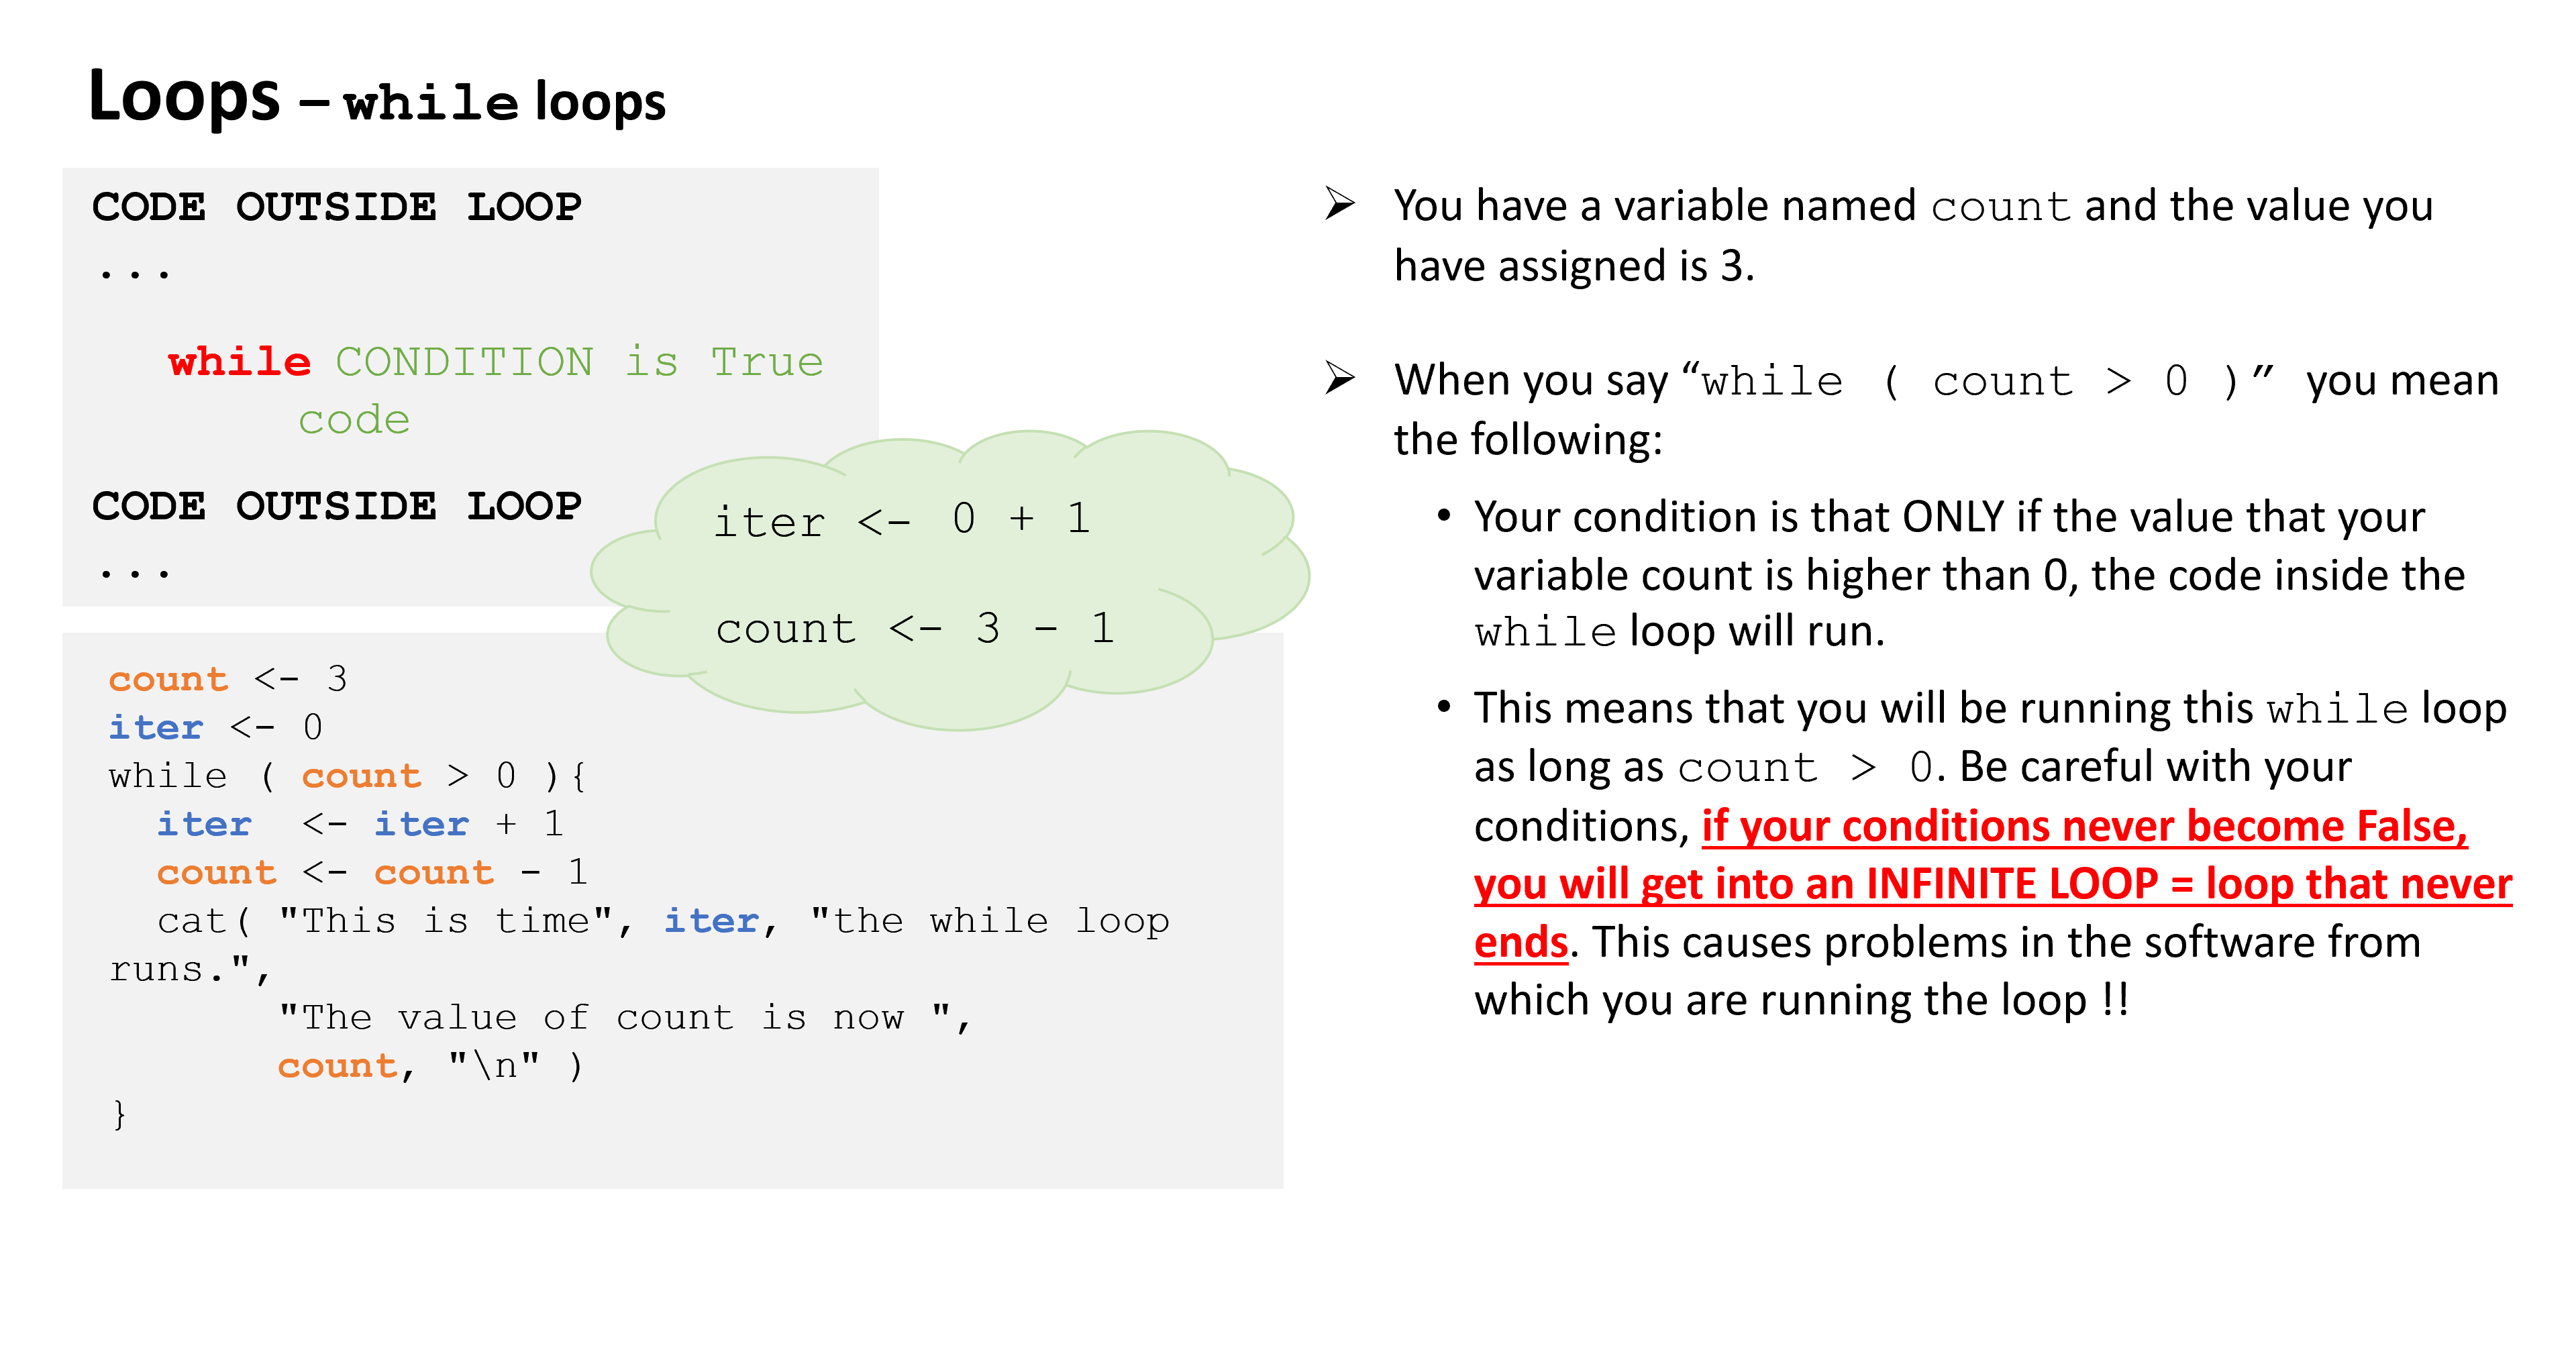 Loops – while loops
CODE OUTSIDE LOOP
...
while CONDITION is True
code
CODE OUTSIDE LOOP
...
iter <- 0 + 1
count <- 3 - 1
count <- 3
iter <- 0
while ( count > 0 ){
  iter  <- iter + 1
  count <- count - 1
  cat( "This is time", iter, "the while loop
runs.",
       "The value of count is now ",
       count, "\n" )
}
➢ You have a variable named count and the value you
have assigned is 3.
➢ When you say “while ( count > 0 )” you mean
the following:
• Your condition is that ONLY if the value that your
variable count is higher than 0, the code inside the
while loop will run.
• This means that you will be running this while loop
as long as count > 0. Be careful with your
conditions, if your conditions never become False,
you will get into an INFINITE LOOP = loop that never
ends. This causes problems in the software from
which you are running the loop !!